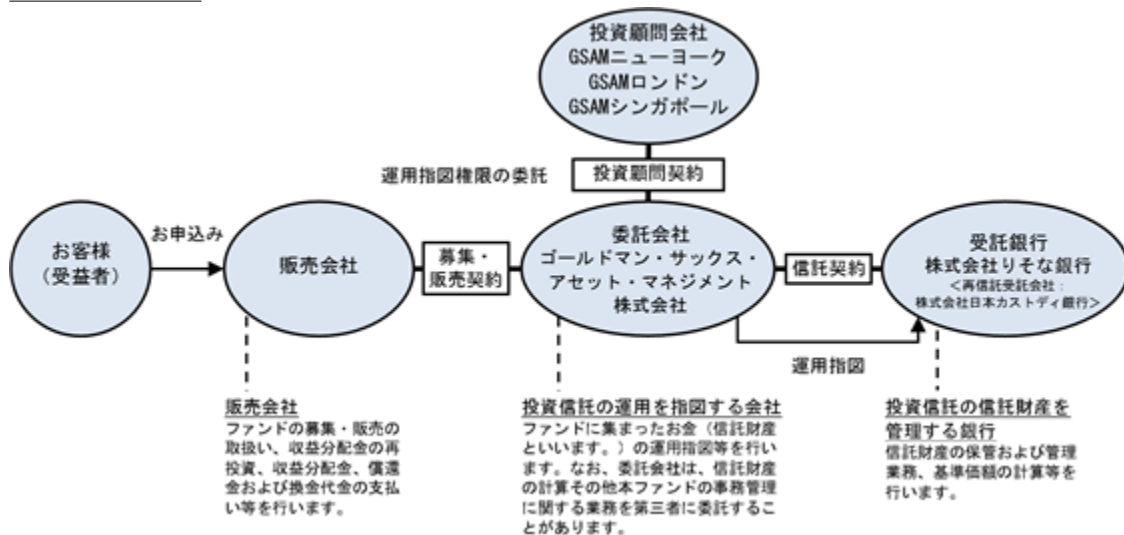 投資顧問会社
GSAMニューヨーク
GSAMロンドン
GSAMシンガポール
運用指図権限の委託
投資顧問契約
お客様
（受益者）
お申込み
販売会社
募集・
販売契約
委託会社
ゴールドマン・サックス・
アセット・マネジメント
株式会社
信託契約
受託銀行
株式会社りそな銀行
＜再信託受託会社：
株式会社日本カストディ銀行＞
運用指図
販売会社
ファンドの募集・販売の
取扱い、収益分配金の再
投資、収益分配金、償還
金および換金代金の支払
い等を行います。
投資信託の運用を指図する会社
ファンドに集まったお金（信託財産
といいます。）の運用指図等を行い
ます。なお、委託会社は、信託財産
の計算その他本ファンドの事務管理
に関する業務を第三者に委託するこ
とがあります。
投資信託の信託財産を
管理する銀行
信託財産の保管および管理
業務、基準価額の計算等を
行います。